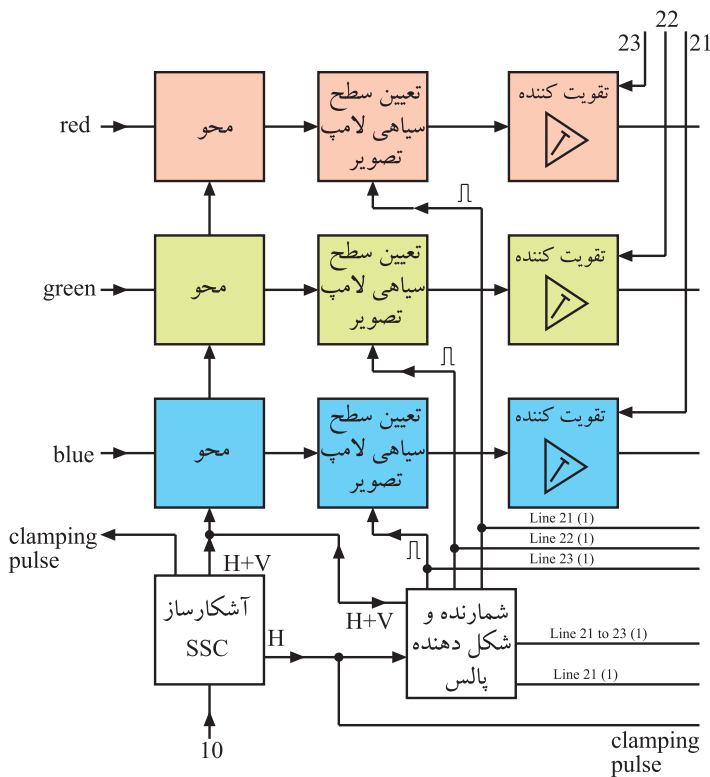 22
23
21
red
محو
تعیین سطح
سیاهی لامپ
تصویر
تقویت کننده
green
محو
تعیین سطح
سیاهی لامپ
تصویر
تقویت کننده
blue
محو
تعیین سطح
سیاهی لامپ
تصویر
تقویت کننده
clamping
pulse
H+V
Line 21 (1)
Line 22 (1)
Line 23 (1)
آشکارساز
SSC
H
H+V
شمارنده و
شکل دهنده
پالس
Line 21 to 23 (1)
Line 21 (1)
10
clamping
pulse